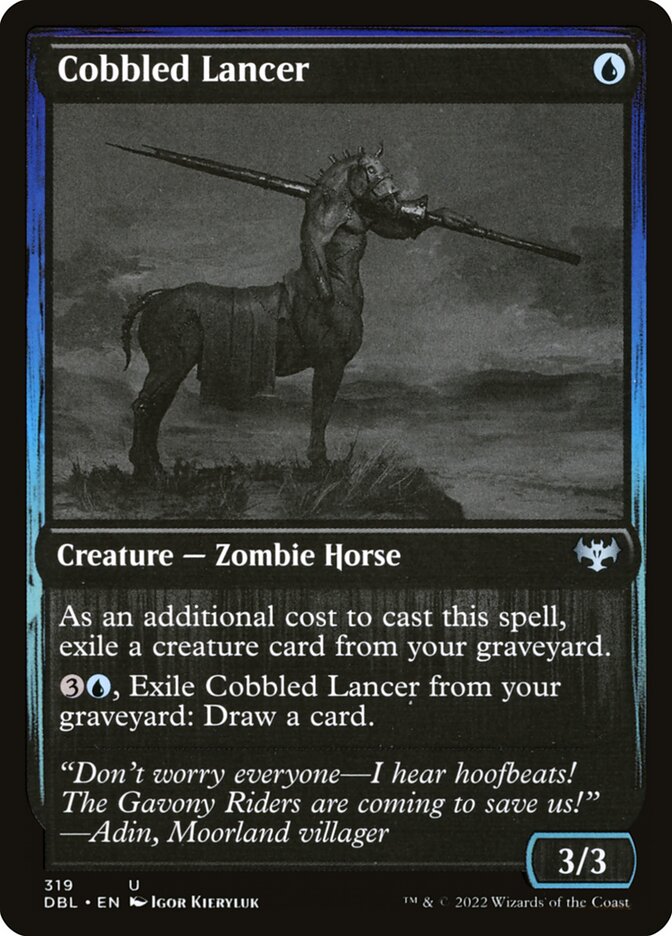 Cobbled Lancer
Creature — Zombie Horse
As an additional cost to cast this spell,
exile a creature card from your graveyard.
3, Exile Cobbled Lancer from your
graveyard: Draw a card.
“Don’t worry everyone—I hear hoofbeats!
The Gavony Riders are coming to save us!”
—Adin, Moorland villager
3/3
319 U
DBL • EN Igor Kieryluk ™ & © 2022 Wizards of the Coast